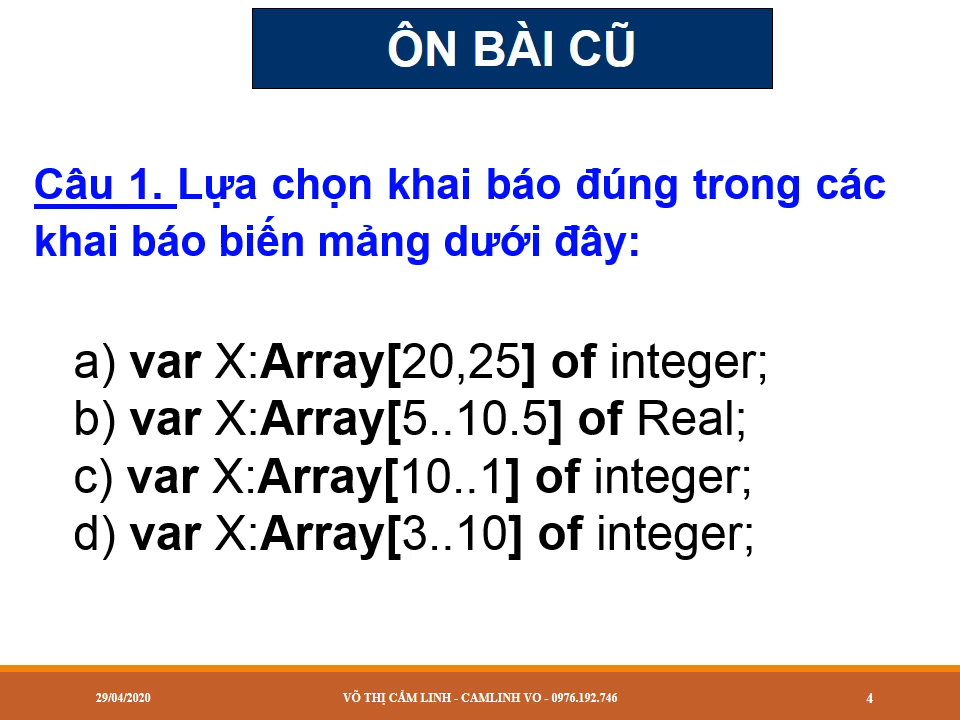 ÔN BÀI CŨ
Câu 1. Lựa chọn khai báo đúng trong các
khai báo biến mảng dưới đây:
a) var X:Array[20,25] of integer;
b) var X:Array[5..10.5] of Real;
c) var X:Array[10..1] of integer;
d) var X:Array[3..10] of integer;
29/04/2020 VÕ THỊ CẨM LINH - CAMLINH VO - 0976.192.746 4